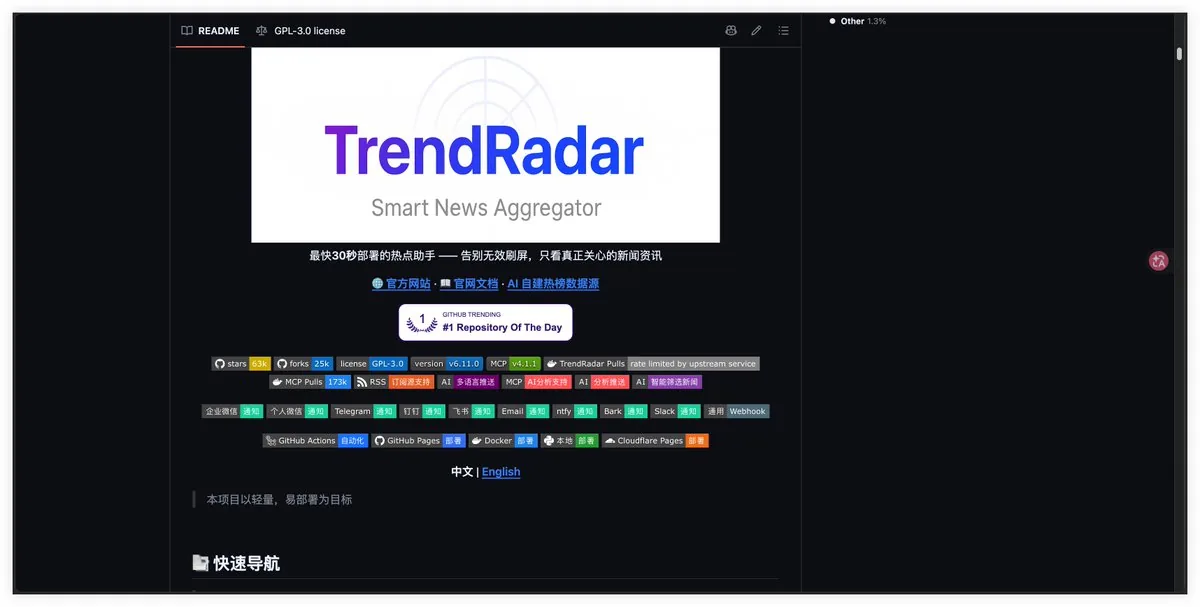 README GPL-3.0 license
Other 1.3%
TrendRadar
Smart News Aggregator
最快30秒部署的热点助手 —— 告别无效刷屏，只看真正关心的新闻资讯
官方网站 · 官网文档 · AI 自建热榜数据源
1 GITHUB TRENDING
#1 Repository Of The Day
stars 63k forks 25k license GPL-3.0 version v6.11.0 MCP v4.1.1 TrendRadar Pulls rate limited by upstream service
MCP Pulls 173k RSS 订阅源支持 AI 多语言推送 MCP AI分析支持 AI 分析推送 AI 智能筛选新闻
企业微信 通知 个人微信 通知 Telegram 通知 钉钉 通知 飞书 通知 Email 通知 ntfy 通知 Bark 通知 Slack 通知 通用 Webhook
GitHub Actions 自动化 GitHub Pages 部署 Docker 部署 本地 部署 Cloudflare Pages 部署
中文 | English
本项目以轻量，易部署为目标
快速导航